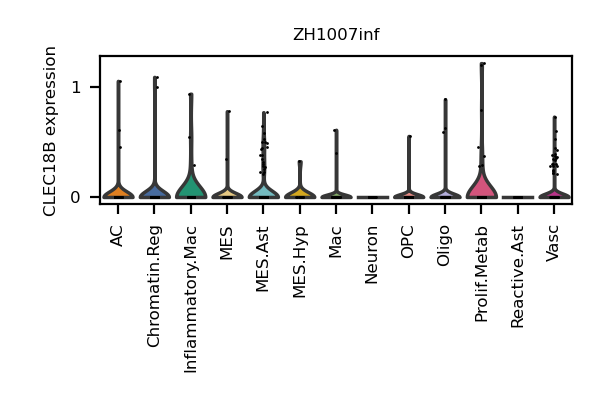 ZH1007inf
CLEC18B expression
1
0
AC
Chromatin.Reg
Inflammatory.Mac
MES
MES.Ast
MES.Hyp
Mac
Neuron
OPC
Oligo
Prolif.Metab
Reactive.Ast
Vasc